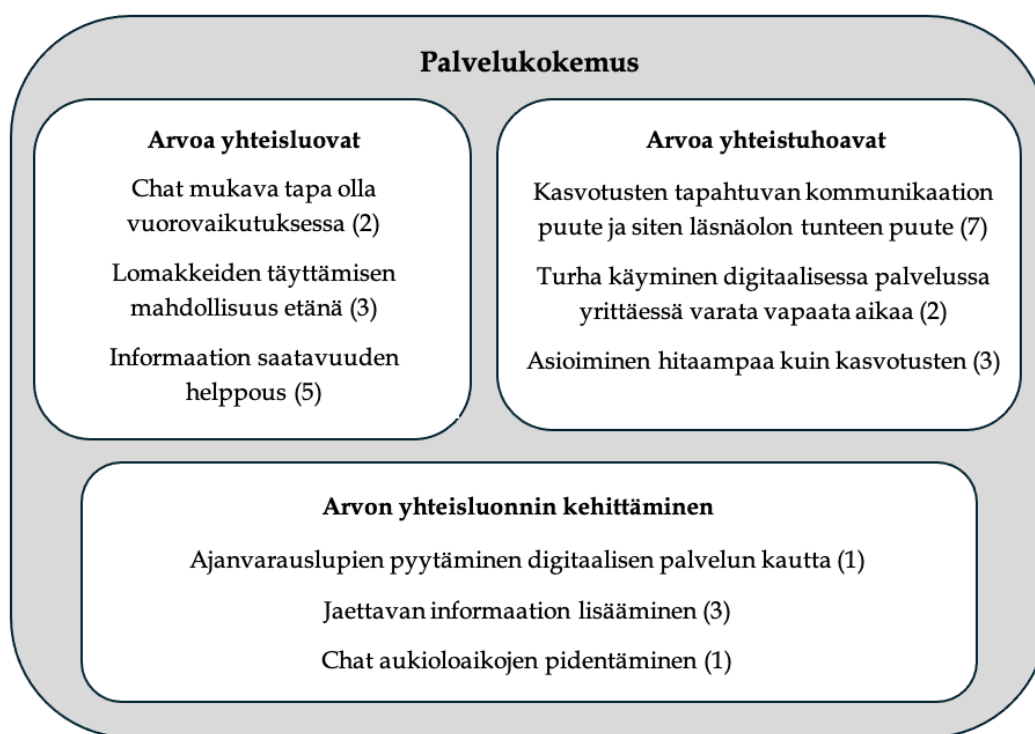 Palvelukokemus
Arvoa yhteisluovat
Chat mukava tapa olla
vuorovaikutuksessa (2)
Lomakkeiden täyttämisen
mahdollisuus etänä (3)
Informaation saatavuuden
helppous (5)
Arvoa yhteistuhoavat
Kasvotusten tapahtuvan kommunikaation
puute ja siten läsnäolon tunteen puute (7)
Turha käyminen digitaalisessa palvelussa
yrittäessä varata vapaata aikaa (2)
Asioiminen hitaampaa kuin kasvotusten (3)
Arvon yhteisluonnin kehittäminen
Ajanvarauslupien pyytäminen digitaalisen palvelun kautta (1)
Jaettavan informaation lisääminen (3)
Chat aukioloaikojen pidentäminen (1)